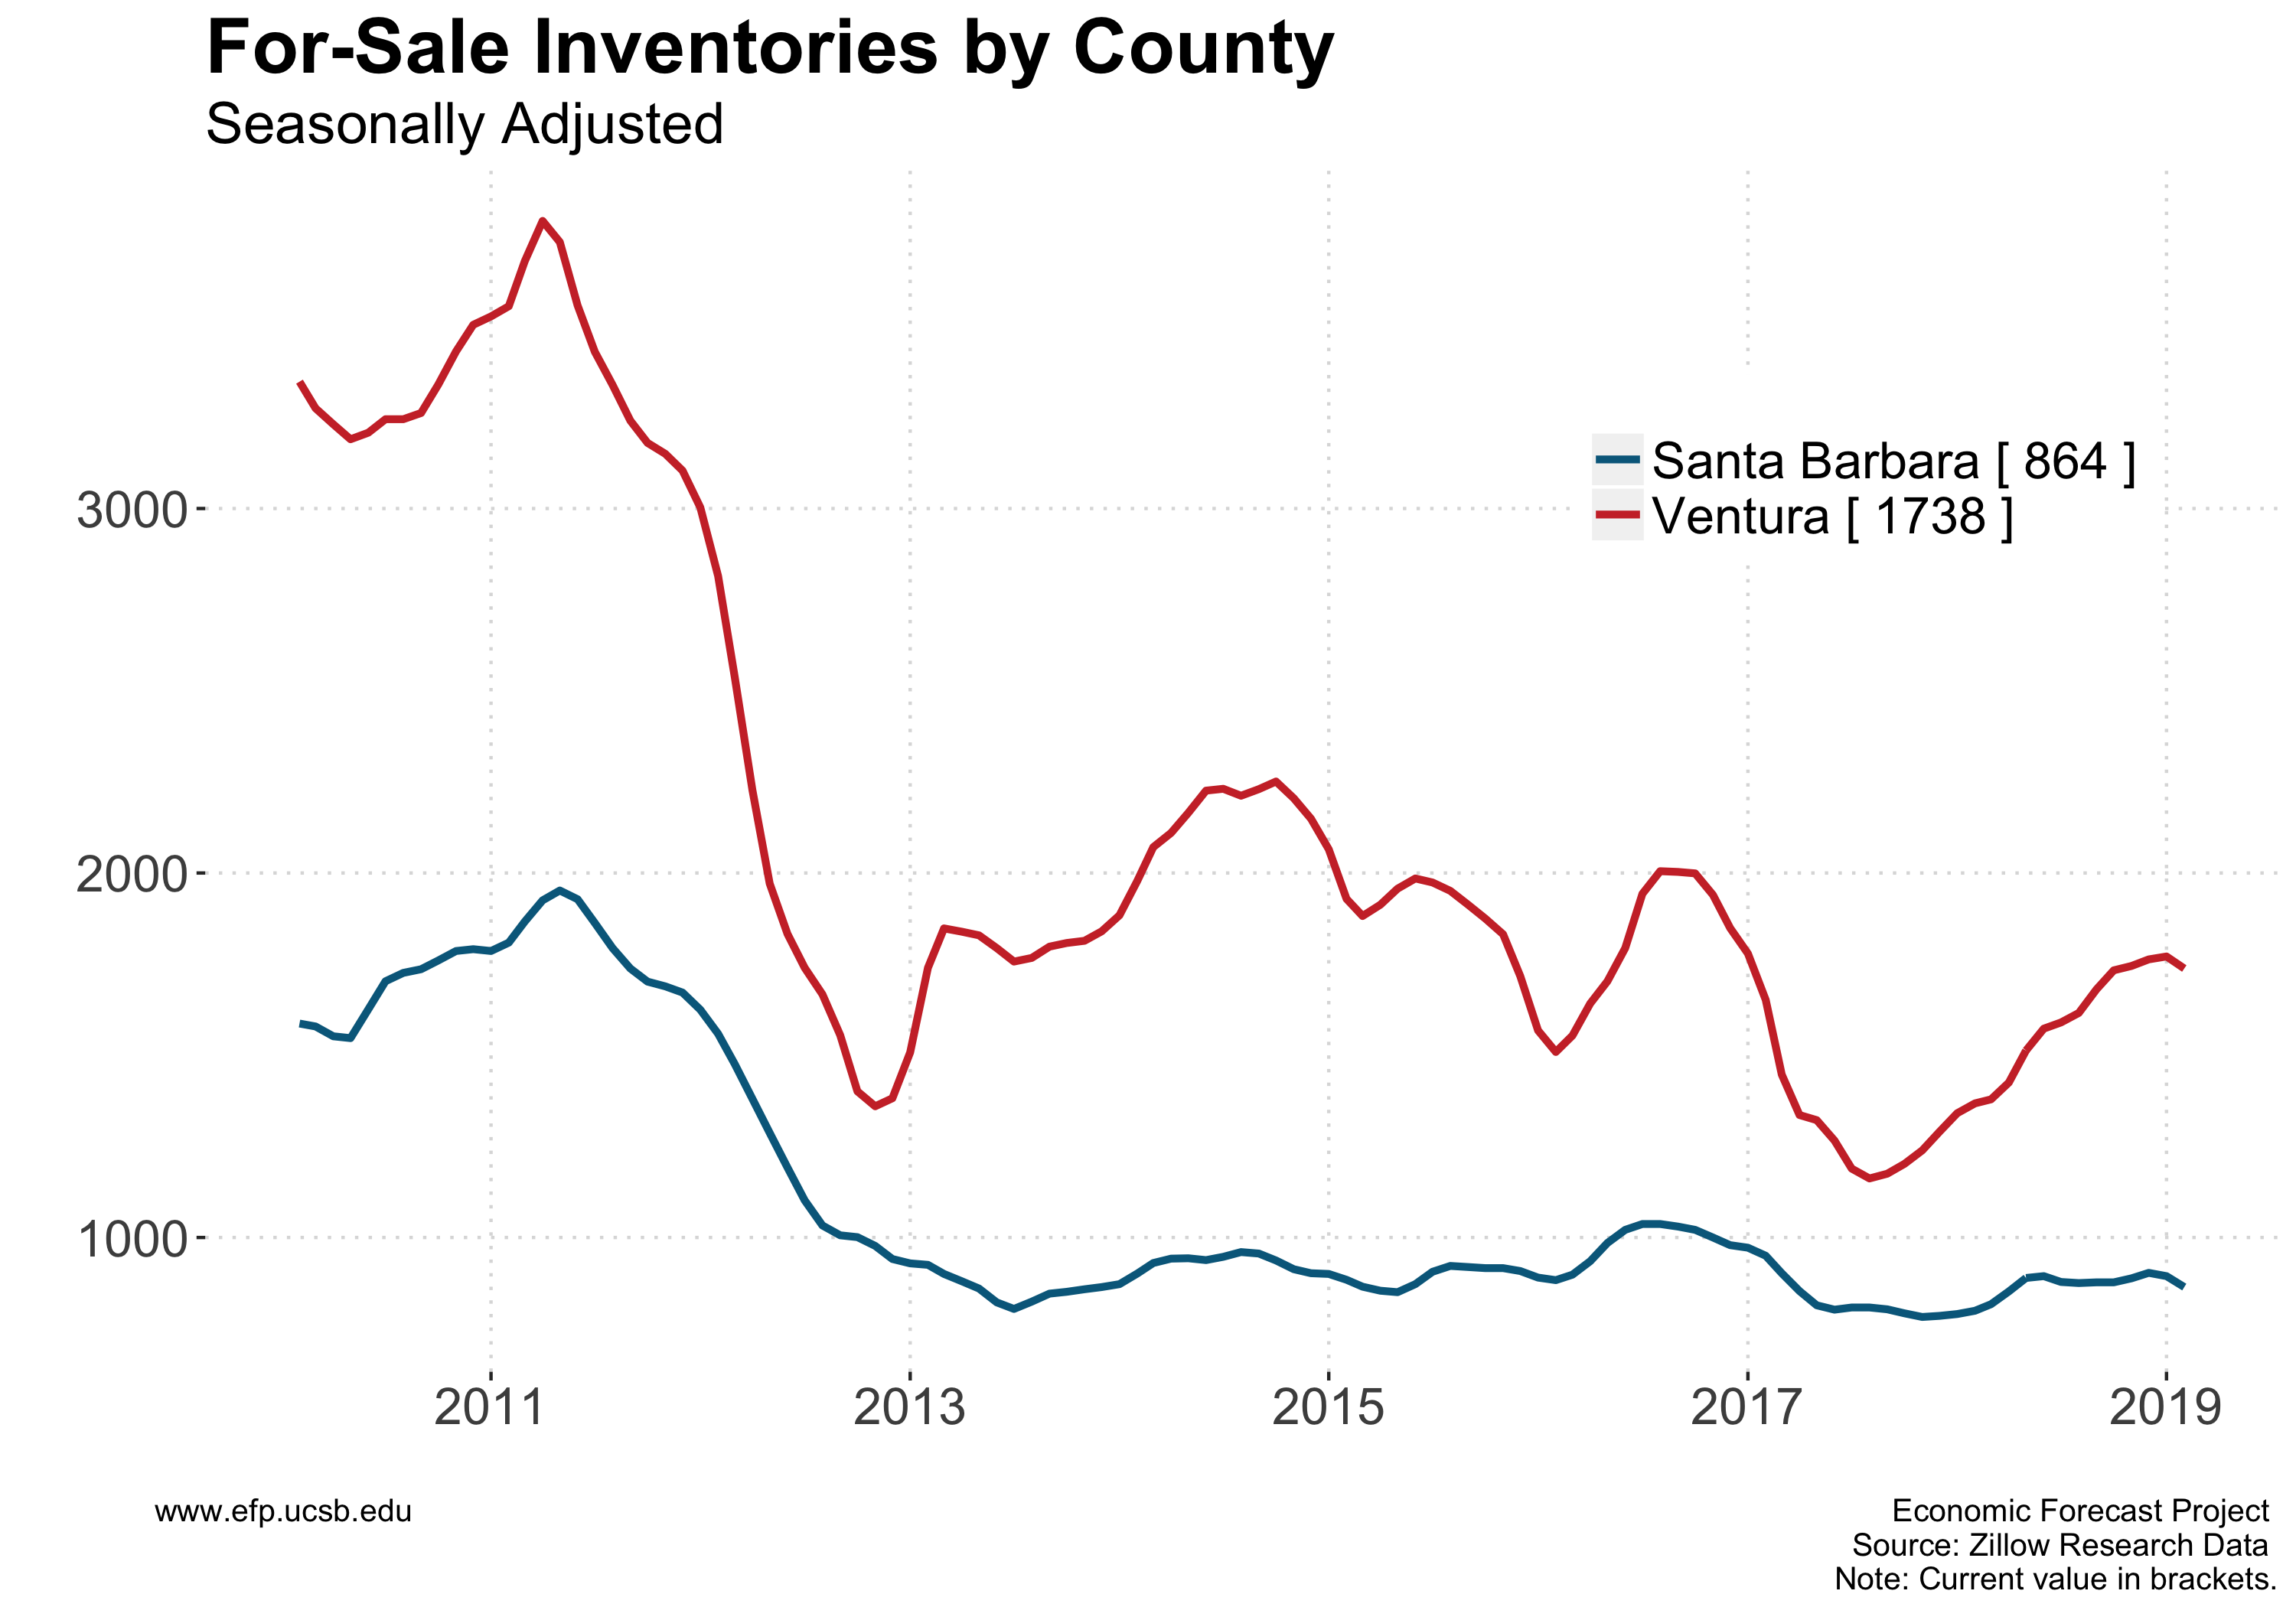 For-Sale Inventories by County
Seasonally Adjusted
Santa Barbara [ 864 ]
Ventura [ 1738 ]
3000
2000
1000
2011 2013 2015 2017 2019
www.efp.ucsb.edu
Economic Forecast Project
Source: Zillow Research Data
Note: Current value in brackets.